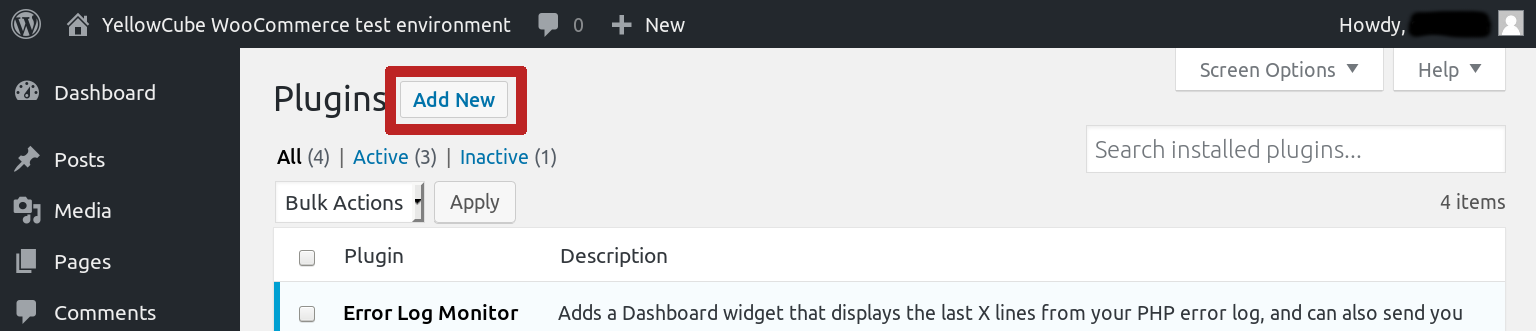 YellowCube WooCommerce test environment 0 New Howdy,
Dashboard
Posts
Media
Pages
Comments
Screen Options Help
Plugins Add New
All (4) | Active (3) | Inactive (1)
Search installed plugins...
Bulk Actions Apply
4 items
Plugin Description
Error Log Monitor Adds a Dashboard widget that displays the last X lines from your PHP error log, and can also send you